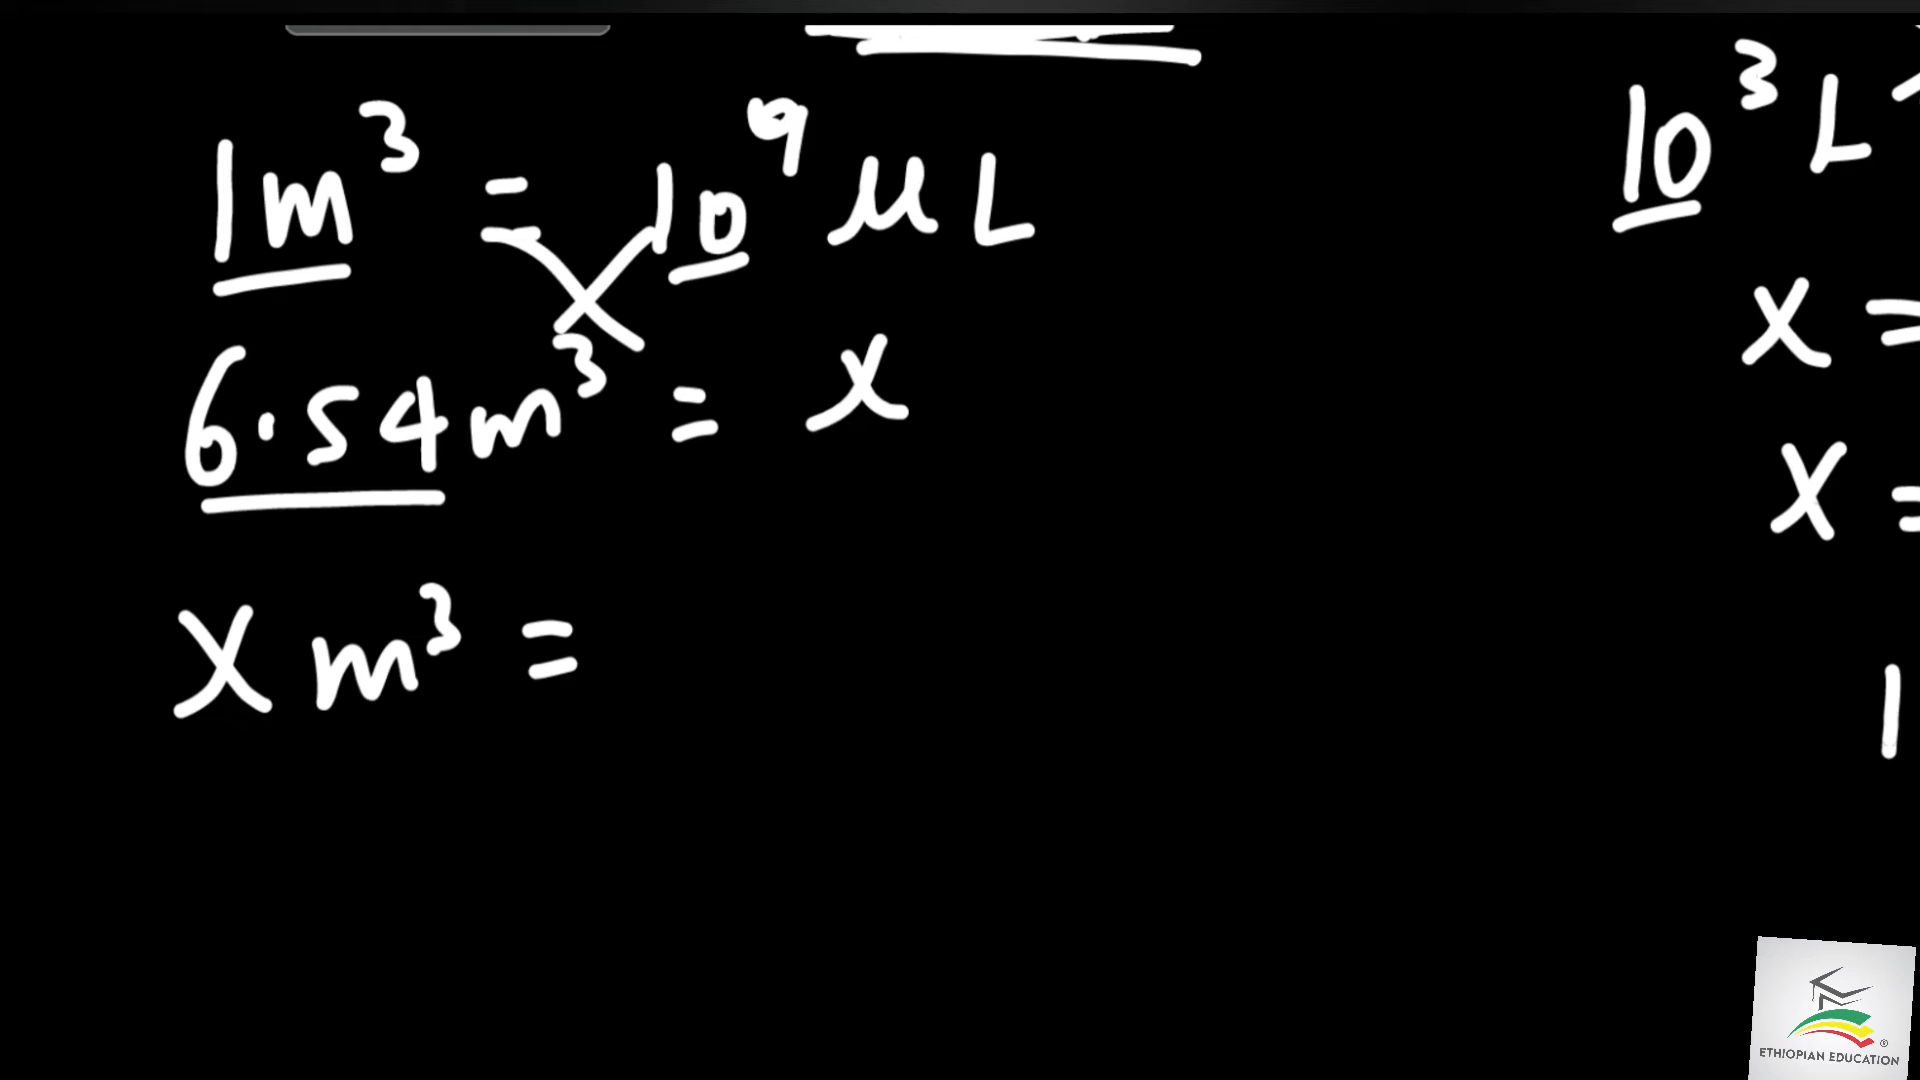 1m³ = 10⁹ μL
6.54m³ = x
x m³ =
10³ L
x =
x =
1
ETHIOPIAN EDUCATION